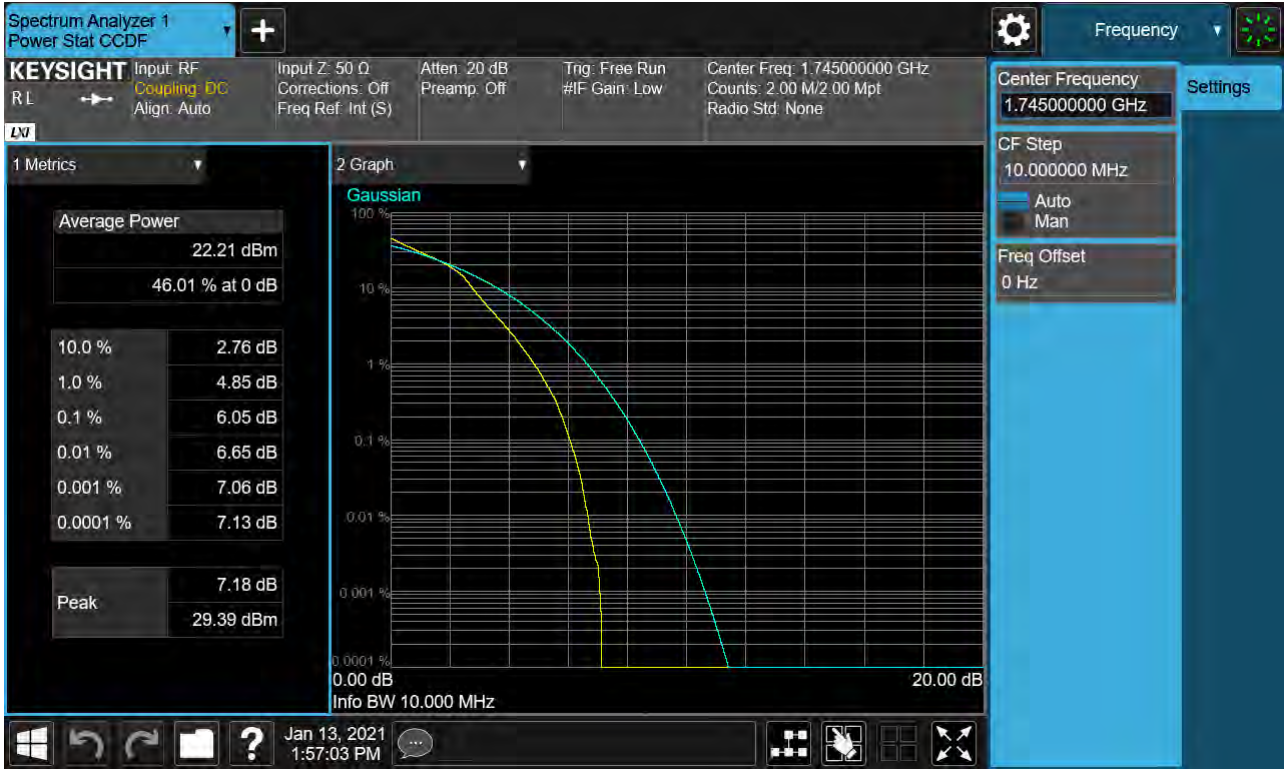 Spectrum Analyzer 1
Power Stat CCDF
Frequency
KEYSIGHT
R L
LXI
Input: RF
Coupling: DC
Align: Auto
Input Z: 50 Ω
Corrections: Off
Freq Ref: Int (S)
Atten: 20 dB
Preamp: Off
Trig: Free Run
#IF Gain: Low
Center Freq: 1.745000000 GHz
Counts: 2.00 M/2.00 Mpt
Radio Std: None
Center Frequency
1.745000000 GHz
Settings
CF Step
10.000000 MHz
Auto
Man
Freq Offset
0 Hz
1 Metrics
Average Power
22.21 dBm
46.01 % at 0 dB
10.0 % 2.76 dB
1.0 % 4.85 dB
0.1 % 6.05 dB
0.01 % 6.65 dB
0.001 % 7.06 dB
0.0001 % 7.13 dB
Peak
7.18 dB
29.39 dBm
2 Graph
Gaussian
100 %
10 %
1 %
0.1 %
0.01 %
0.001 %
0.0001 %
0.00 dB
20.00 dB
Info BW 10.000 MHz
?
Jan 13, 2021
1:57:03 PM